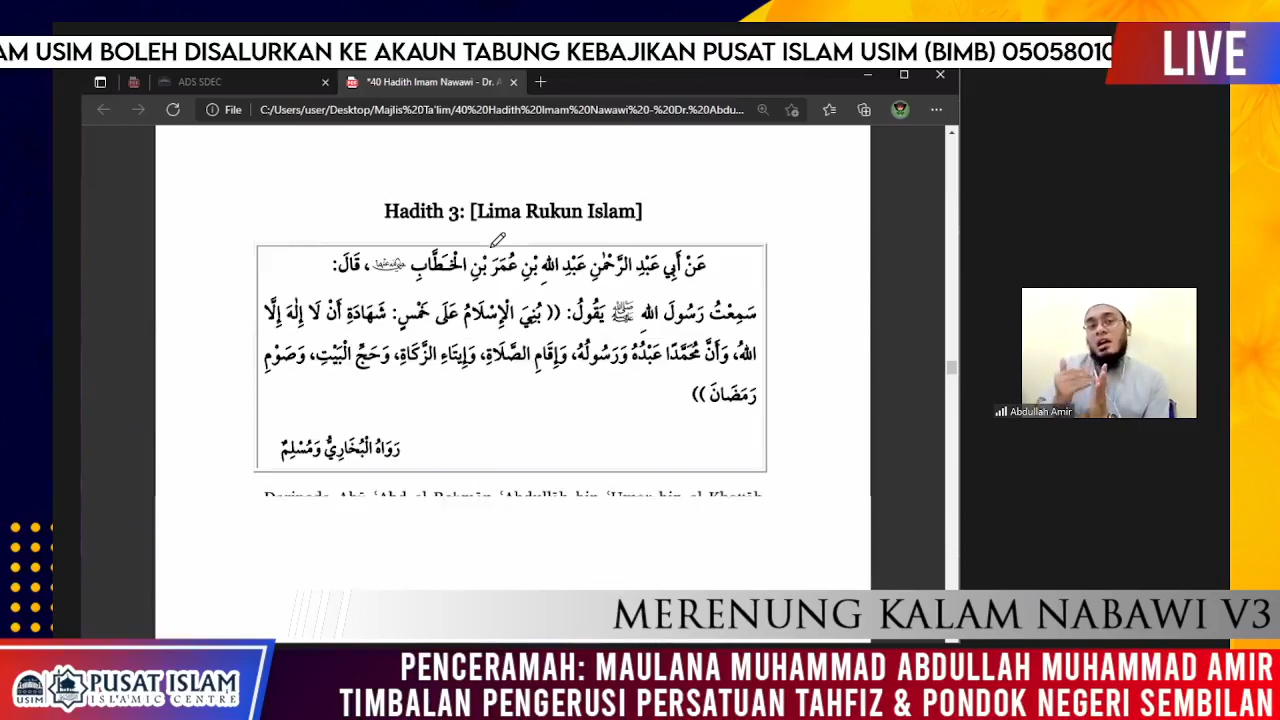 AM USIM BOLEH DISALURKAN KE AKAUN TABUNG KEBAJIKAN PUSAT ISLAM USIM (BIMB) 05058010
LIVE
ADS SDEC
*40 Hadith Imam Nawawi - Dr. A
File
C:/Users/user/Desktop/Majlis%20Ta'lim/40%20Hadith%20Imam%20Nawawi%20-%20Dr.%20Abdu...
Hadith 3: [Lima Rukun Islam]
عَنْ أَبِي عَبْدِ الرَّحْمٰنِ عَبْدِ اللهِ بْنِ عُمَرَ بْنِ الْخَطَّابِ ، قَالَ:
سَمِعْتُ رَسُولَ اللهِ ﷺ يَقُولُ: (( بُنِيَ الْإِسْلَامُ عَلَى خَمْسٍ: شَهَادَةِ أَنْ لَا إِلٰهَ إِلَّا
اللهُ، وَأَنَّ مُحَمَّدًا عَبْدُهُ وَرَسُولُهُ، وَإِقَامِ الصَّلَاةِ، وَإِيتَاءِ الزَّكَاةِ، وَحَجِّ الْبَيْتِ، وَصَوْمِ
رَمَضَانَ ))
رَوَاهُ الْبُخَارِيُّ وَمُسْلِمٌ
Abdullah Amir
MERENUNG KALAM NABAWI V3
USIM
PUSAT ISLAM
ISLAMIC CENTRE
PENCERAMAH: MAULANA MUHAMMAD ABDULLAH MUHAMMAD AMIR
TIMBALAN PENGERUSI PERSATUAN TAHFIZ & PONDOK NEGERI SEMBILAN